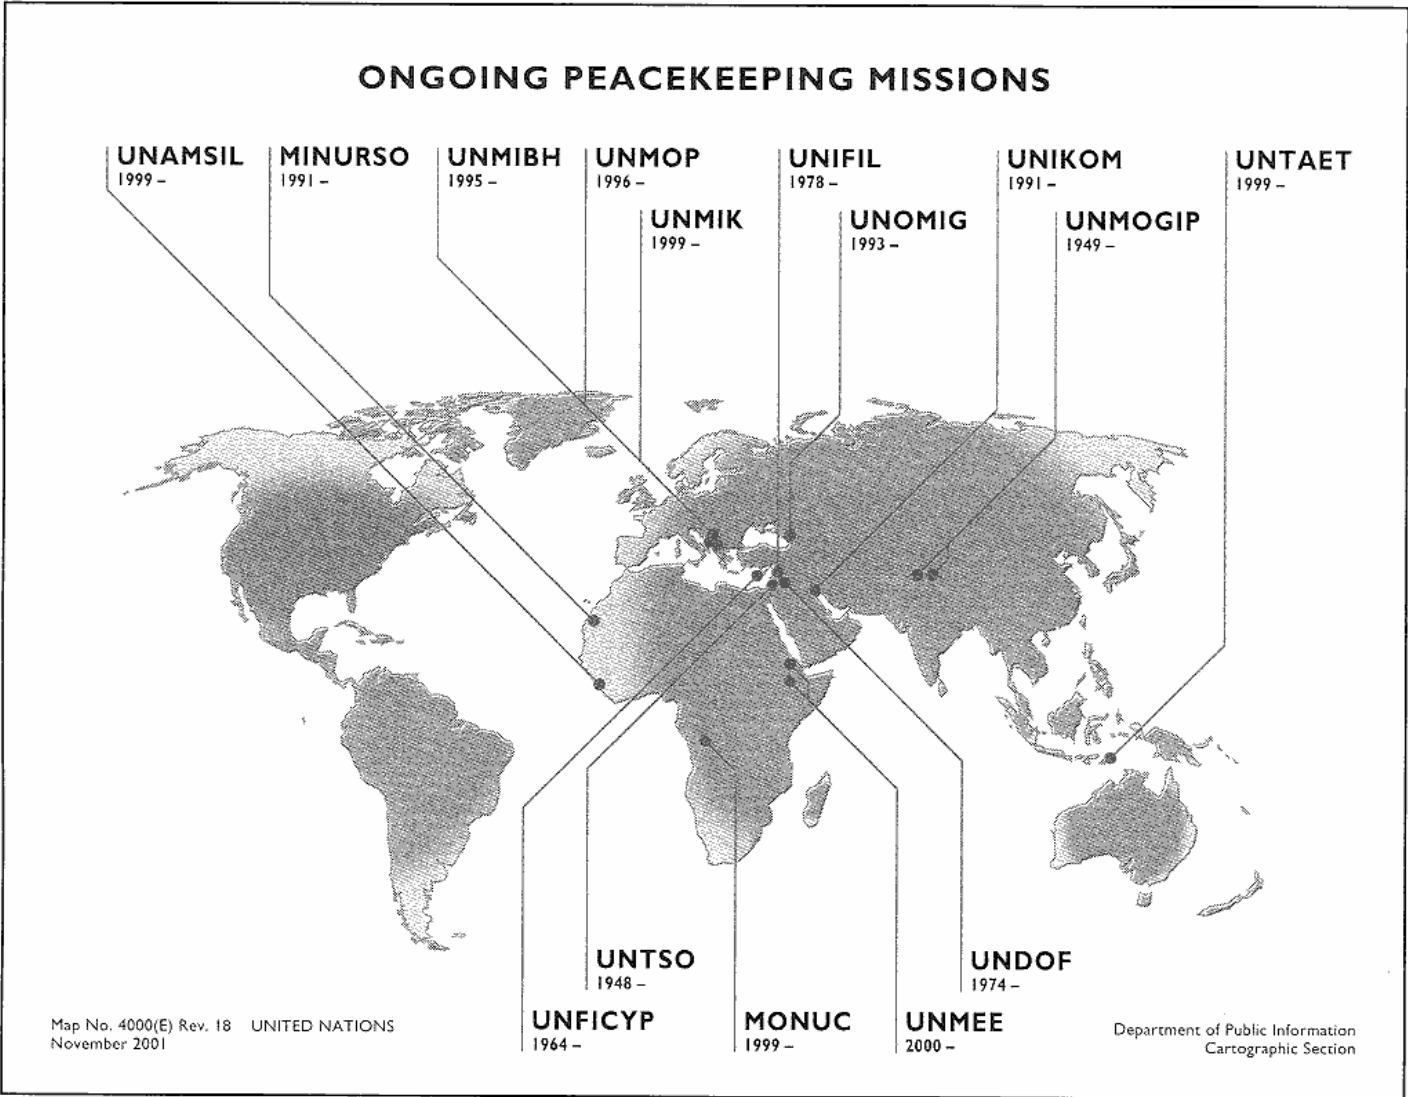 ONGOING PEACEKEEPING MISSIONS
UNAMSIL
1999 –
MINURSO
1991 –
UNMIBH
1995 –
UNMOP
1996 –
UNIFIL
1978 –
UNIKOM
1991 –
UNTAET
1999 –
UNMIK
1999 –
UNOMIG
1993 –
UNMOGIP
1949 –
UNTSO
1948 –
UNDOF
1974 –
UNFICYP
1964 –
MONUC
1999 –
UNMEE
2000 –
Map No. 4000(E) Rev. 18 UNITED NATIONS
November 2001
Department of Public Information
Cartographic Section